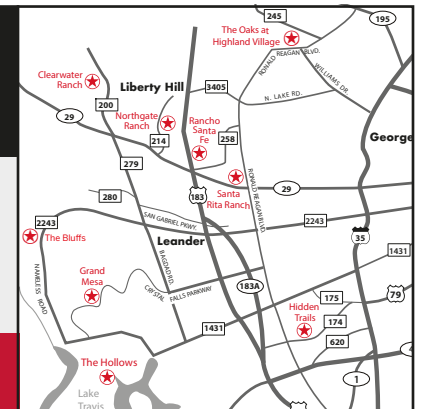 245
195
The Oaks at
Highland Village
RONALD REAGAN BLVD.
WILLIAMS DR.
Clearwater
Ranch
Liberty Hill
3405
N. LAKE RD.
200
29
Northgate
Ranch
Rancho
Santa
Fe
214
258
George
279
Santa
Rita Ranch
RONALD REAGAN BLVD.
29
280
183
2243
SAN GABRIEL PKWY.
2243
The Bluffs
Leander
35
1431
NAMELESS ROAD
BAGDAD RD.
Grand
Mesa
CRYSTAL FALLS PARKWAY
183A
175
79
Hidden
Trails
174
1431
620
The Hollows
1
Lake
Travis